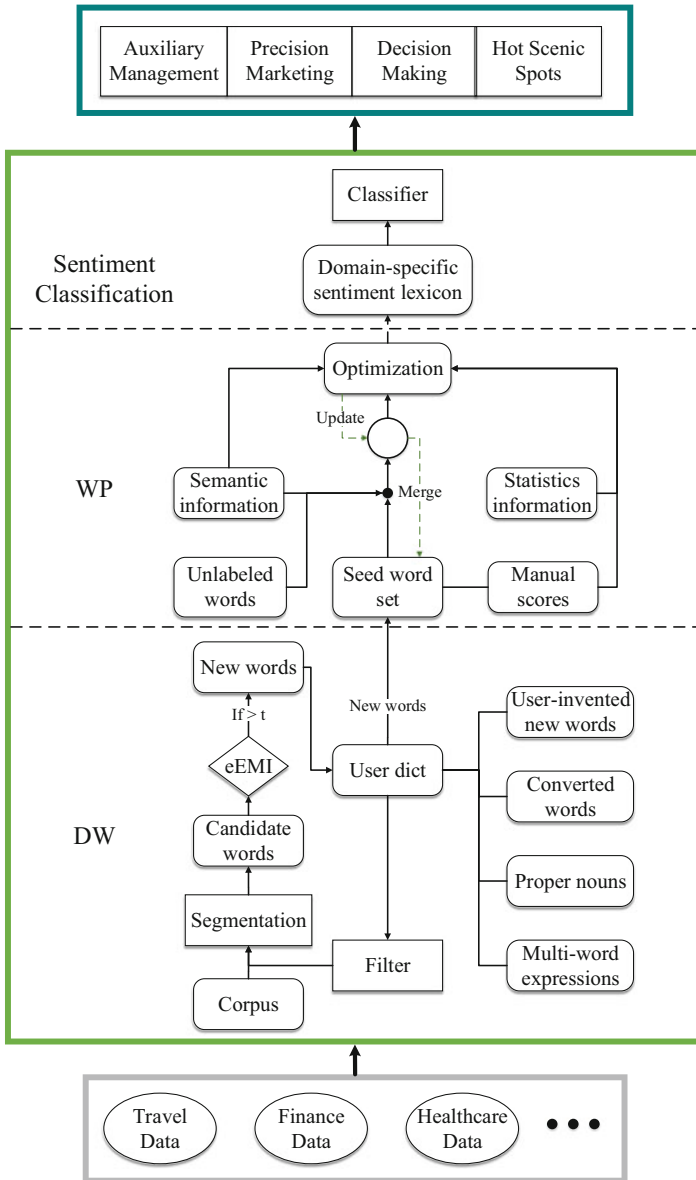 Auxiliary
Management
Precision
Marketing
Decision
Making
Hot Scenic
Spots
Classifier
Sentiment
Classification
Domain-specific
sentiment lexicon
Optimization
Update
WP
Semantic
information
Merge
Statistics
information
Unlabeled
words
Seed word
set
Manual
scores
New words
If > t
New words
User-invented
new words
eEMI
User dict
Converted
words
DW
Candidate
words
Proper nouns
Segmentation
Filter
Multi-word
expressions
Corpus
Travel
Data
Finance
Data
Healthcare
Data